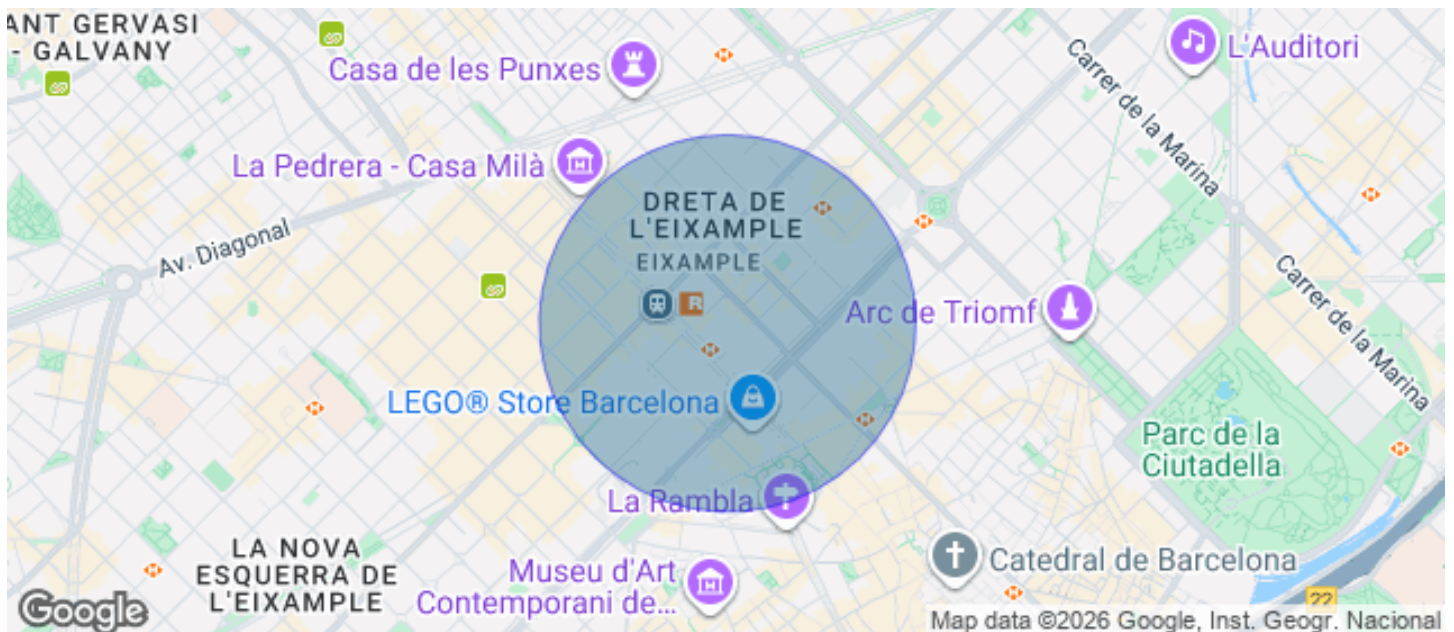 ANT GERVASI
- GALVANY
Casa de les Punxes
L'Auditori
Carrer de la Marina
La Pedrera - Casa Milà
DRETA DE
L'EIXAMPLE
EIXAMPLE
Av. Diagonal
R
Arc de Triomf
Carrer de la Marina
LEGO® Store Barcelona
Parc de la
Ciutadella
La Rambla
LA NOVA
ESQUERRA DE
L'EIXAMPLE
Museu d'Art
Contemporani de...
Catedral de Barcelona
22
Google
Map data ©2026 Google, Inst. Geogr. Nacional